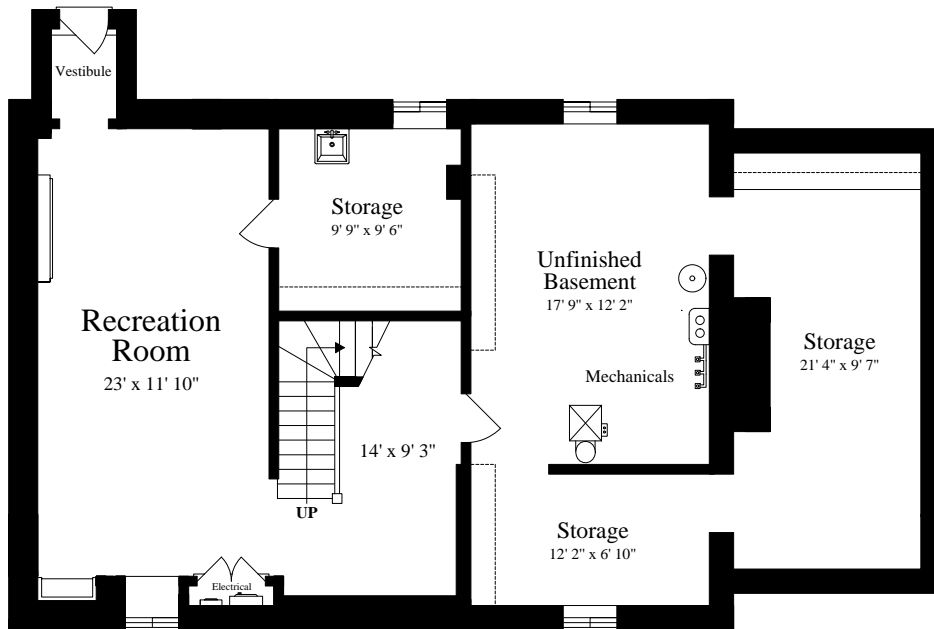 Vestibule
Storage
9' 9" x 9' 6"
Unfinished
Basement
17' 9" x 12' 2"
Recreation
Room
23' x 11' 10"
Storage
21' 4" x 9' 7"
Mechanicals
14' x 9' 3"
UP
Storage
12' 2" x 6' 10"
Electrical